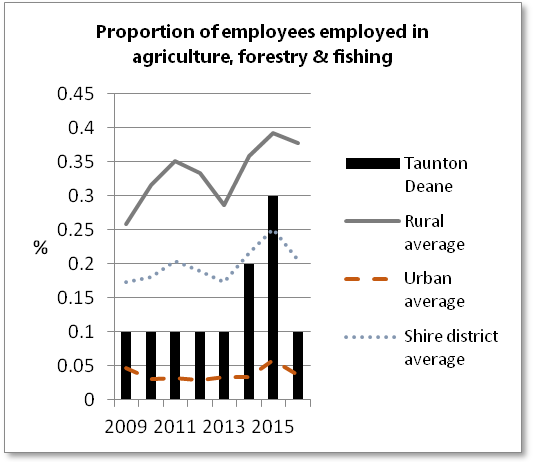 Proportion of employees employed in
agriculture, forestry & fishing
0.45
0.4
0.35
0.3
0.25
0.2
0.15
0.1
0.05
0
%
2009 2011 2013 2015
Taunton
Deane
Rural
average
Urban
average
Shire district
average